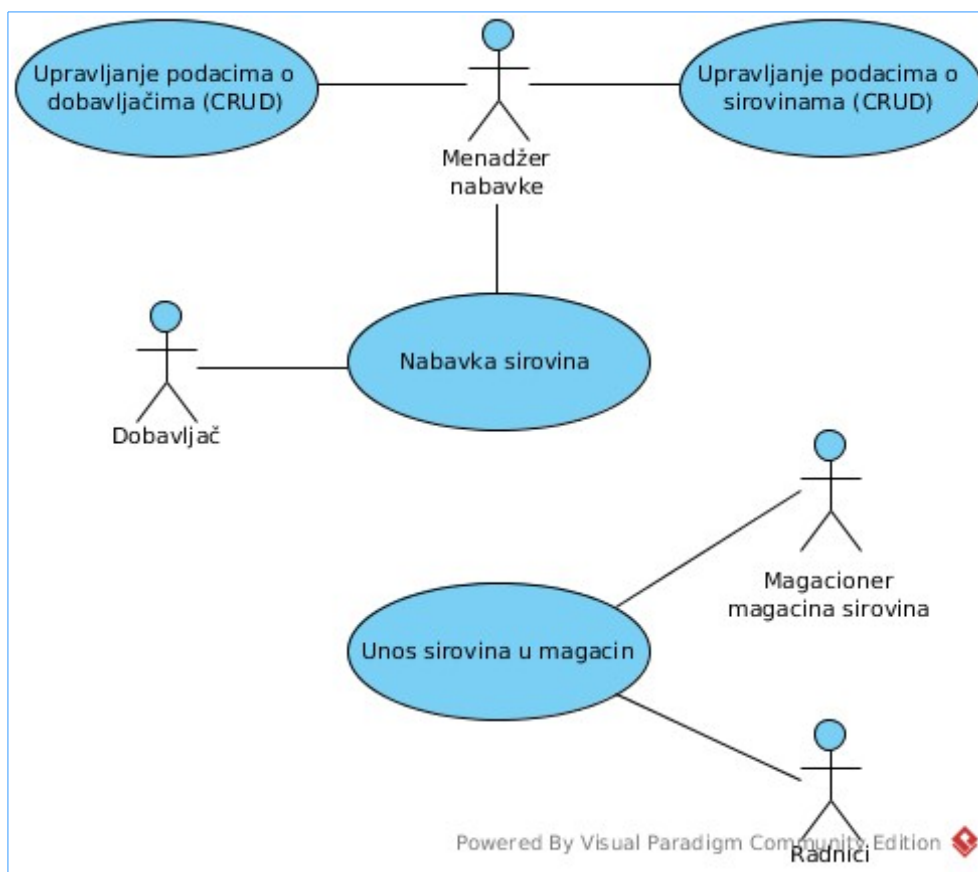 Upravljanje podacima o
dobavljačima (CRUD)
Menadžer
nabavke
Upravljanje podacima o
sirovinama (CRUD)
Nabavka sirovina
Dobavljač
Magacioner
magacina sirovina
Unos sirovina u magacin
Radnici
Powered By Visual Paradigm Community Edition